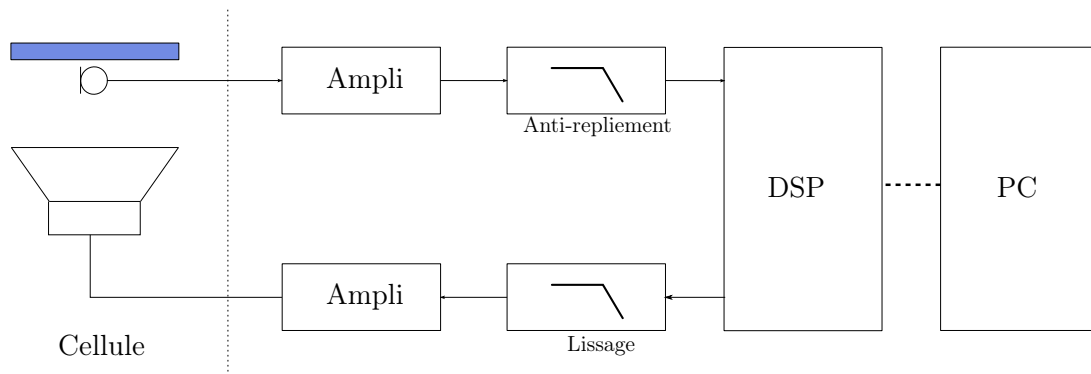 Ampli
Anti-repliement
DSP
PC
Ampli
Lissage
Cellule